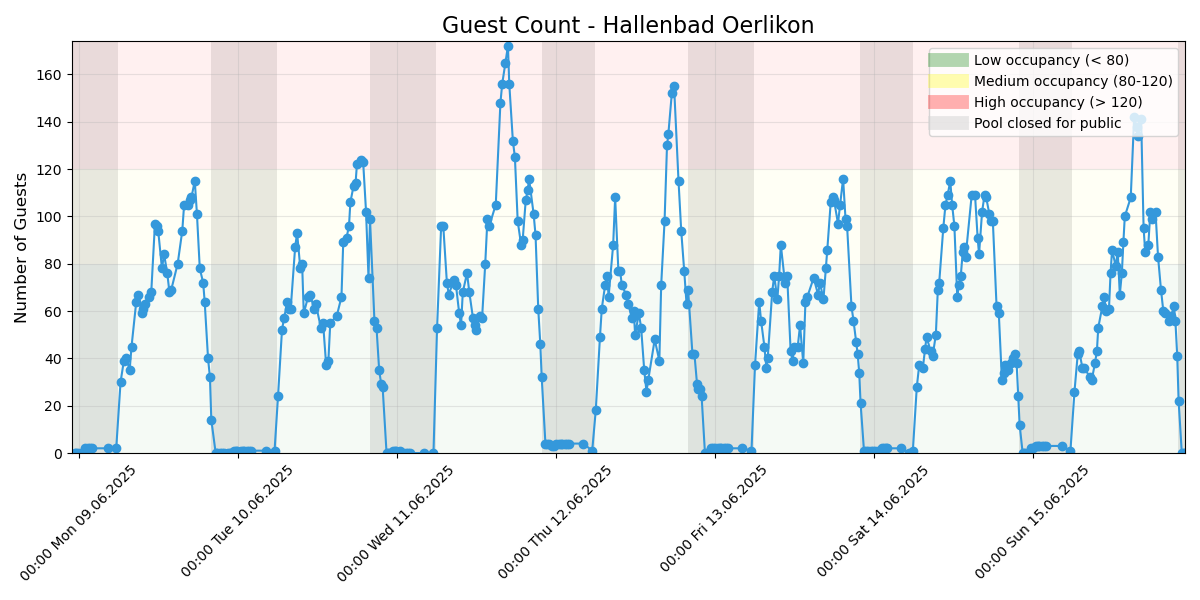 Guest Count - Hallenbad Oerlikon
Low occupancy (< 80)
Medium occupancy (80-120)
High occupancy (> 120)
Pool closed for public
Number of Guests
160
140
120
100
80
60
40
20
0
00:00 Mon 09.06.2025
00:00 Tue 10.06.2025
00:00 Wed 11.06.2025
00:00 Thu 12.06.2025
00:00 Fri 13.06.2025
00:00 Sat 14.06.2025
00:00 Sun 15.06.2025